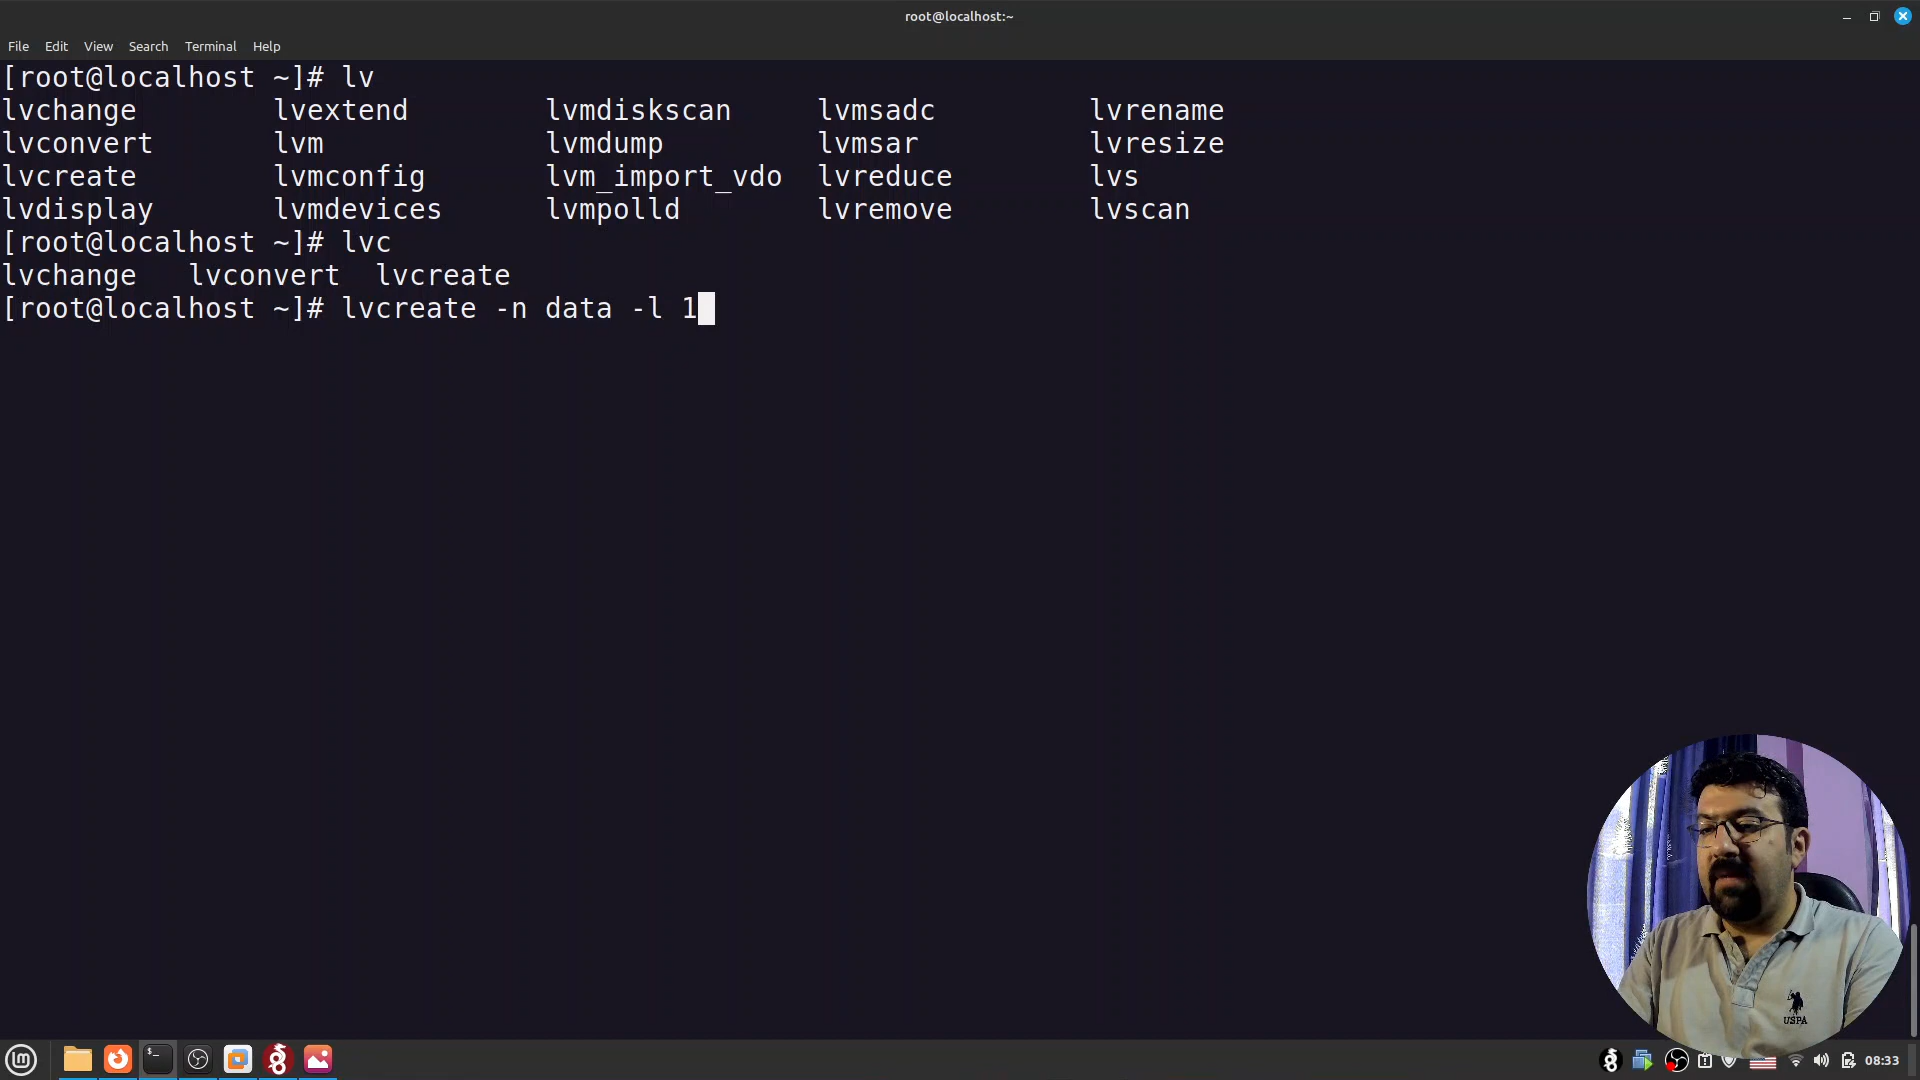 root@localhost:~
File Edit View Search Terminal Help
[root@localhost ~]# lv
lvchange lvextend lvmdiskscan lvmsadc lvrename
lvconvert lvm lvmdump lvmsar lvresize
lvcreate lvmconfig lvm_import_vdo lvreduce lvs
lvdisplay lvmdevices lvmpolld lvremove lvscan
[root@localhost ~]# lvc
lvchange lvconvert lvcreate
[root@localhost ~]# lvcreate -n data -l 1
USPA
08:33